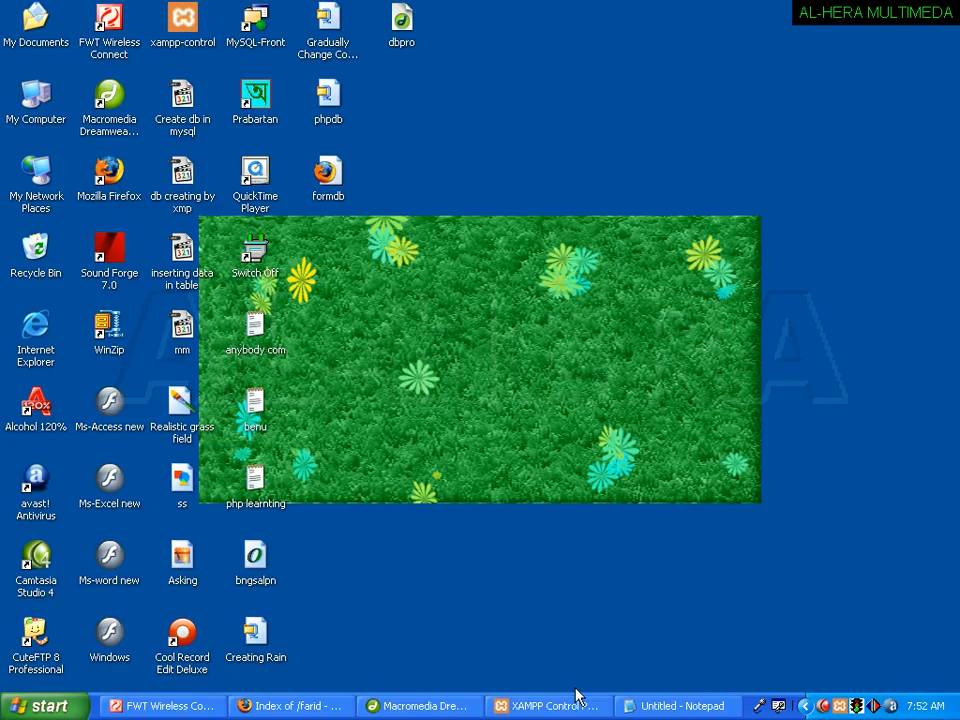 AL-HERA MULTIMEDA
My Documents
FWT Wireless
Connect
xampp-control
MySQL-Front
Gradually
Change Co...
dbpro
My Computer
Macromedia
Dreamwea...
Create db in
mysql
Prabartan
phpdb
My Network
Places
Mozilla Firefox
db creating by
xmp
QuickTime
Player
formdb
Recycle Bin
Sound Forge
7.0
inserting data
in table
Switch Off
Internet
Explorer
WinZip
mm
anybody com
Alcohol 120%
Ms-Access new
Realistic grass
field
benu
avast!
Antivirus
Ms-Excel new
ss
php learnting
Camtasia
Studio 4
Ms-word new
Asking
bngsalpn
CuteFTP 8
Professional
Windows
Cool Record
Edit Deluxe
Creating Rain
start
FWT Wireless Co...
Index of /farid - ...
Macromedia Dre...
XAMPP Contro
Untitled - Notepad
7:52 AM